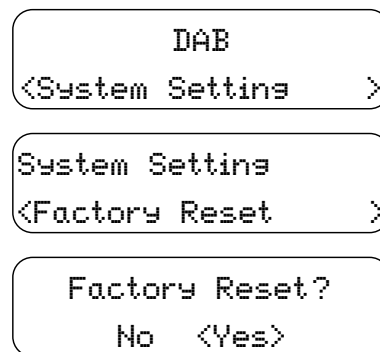 DAB
<System Setting >
System Setting
<Factory Reset >
Factory Reset?
No <Yes>